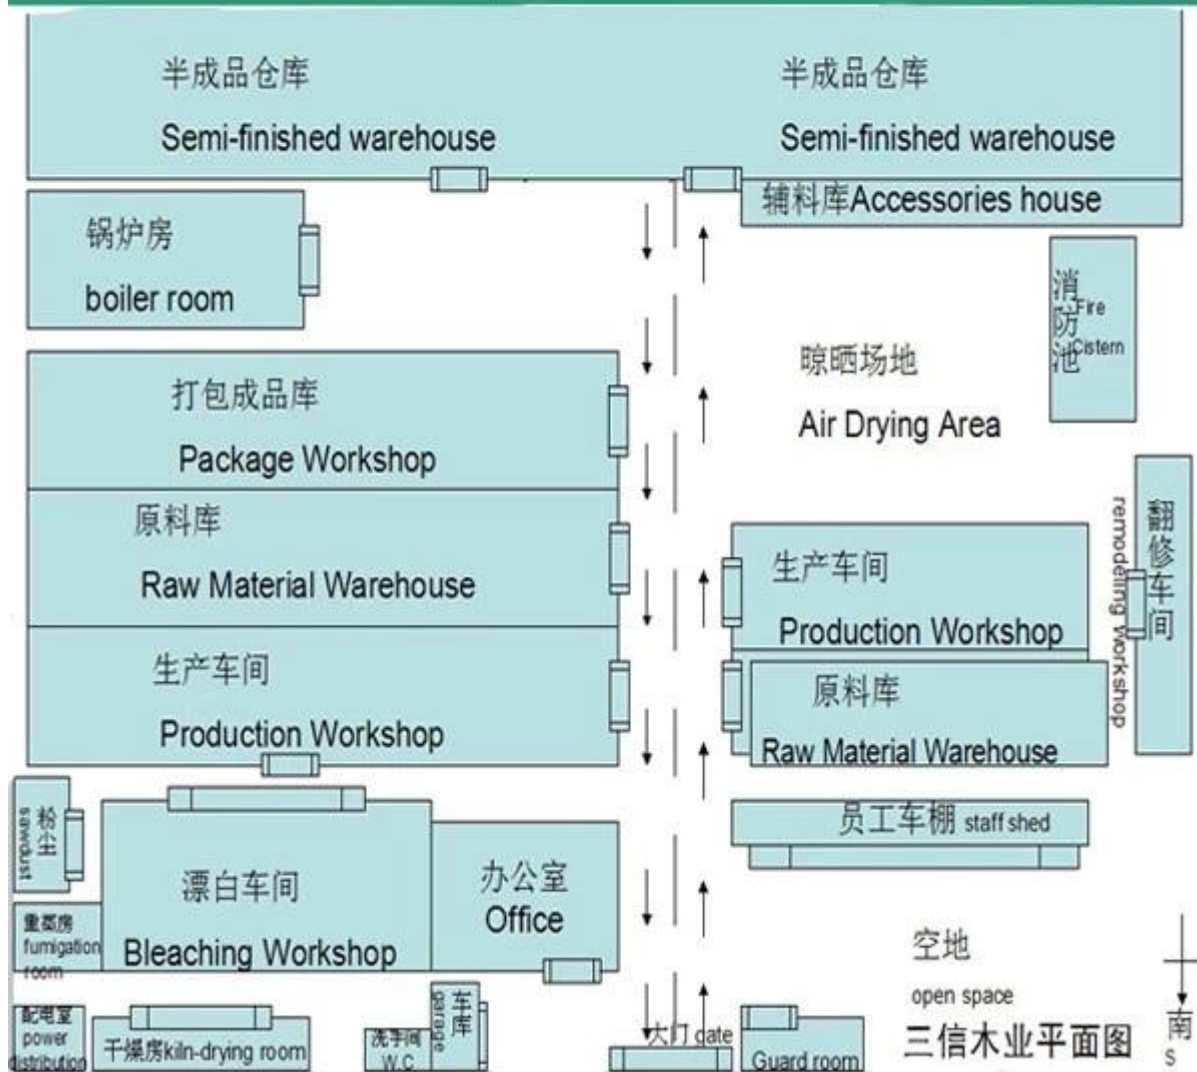 半成品仓库
Semi-finished warehouse
半成品仓库
Semi-finished warehouse
辅料库Accessories house
锅炉房
boiler room
消防池
Fire
Cistern
晾晒场地
Air Drying Area
打包成品库
Package Workshop
原料库
Raw Material Warehouse
生产车间
Production Workshop
生产车间
Production Workshop
原料库
Raw Material Warehouse
翻修车间
remodeling workshop
粉尘
sawdust
漂白车间
Bleaching Workshop
办公室
Office
员工车棚 staff shed
重蒸房
fumigation
room
空地
open space
配电室
power
distribution
干燥房kiln-drying room
洗手间
W.C
车库
garage
大门 gate
Guard room
三信木业平面图
南
S